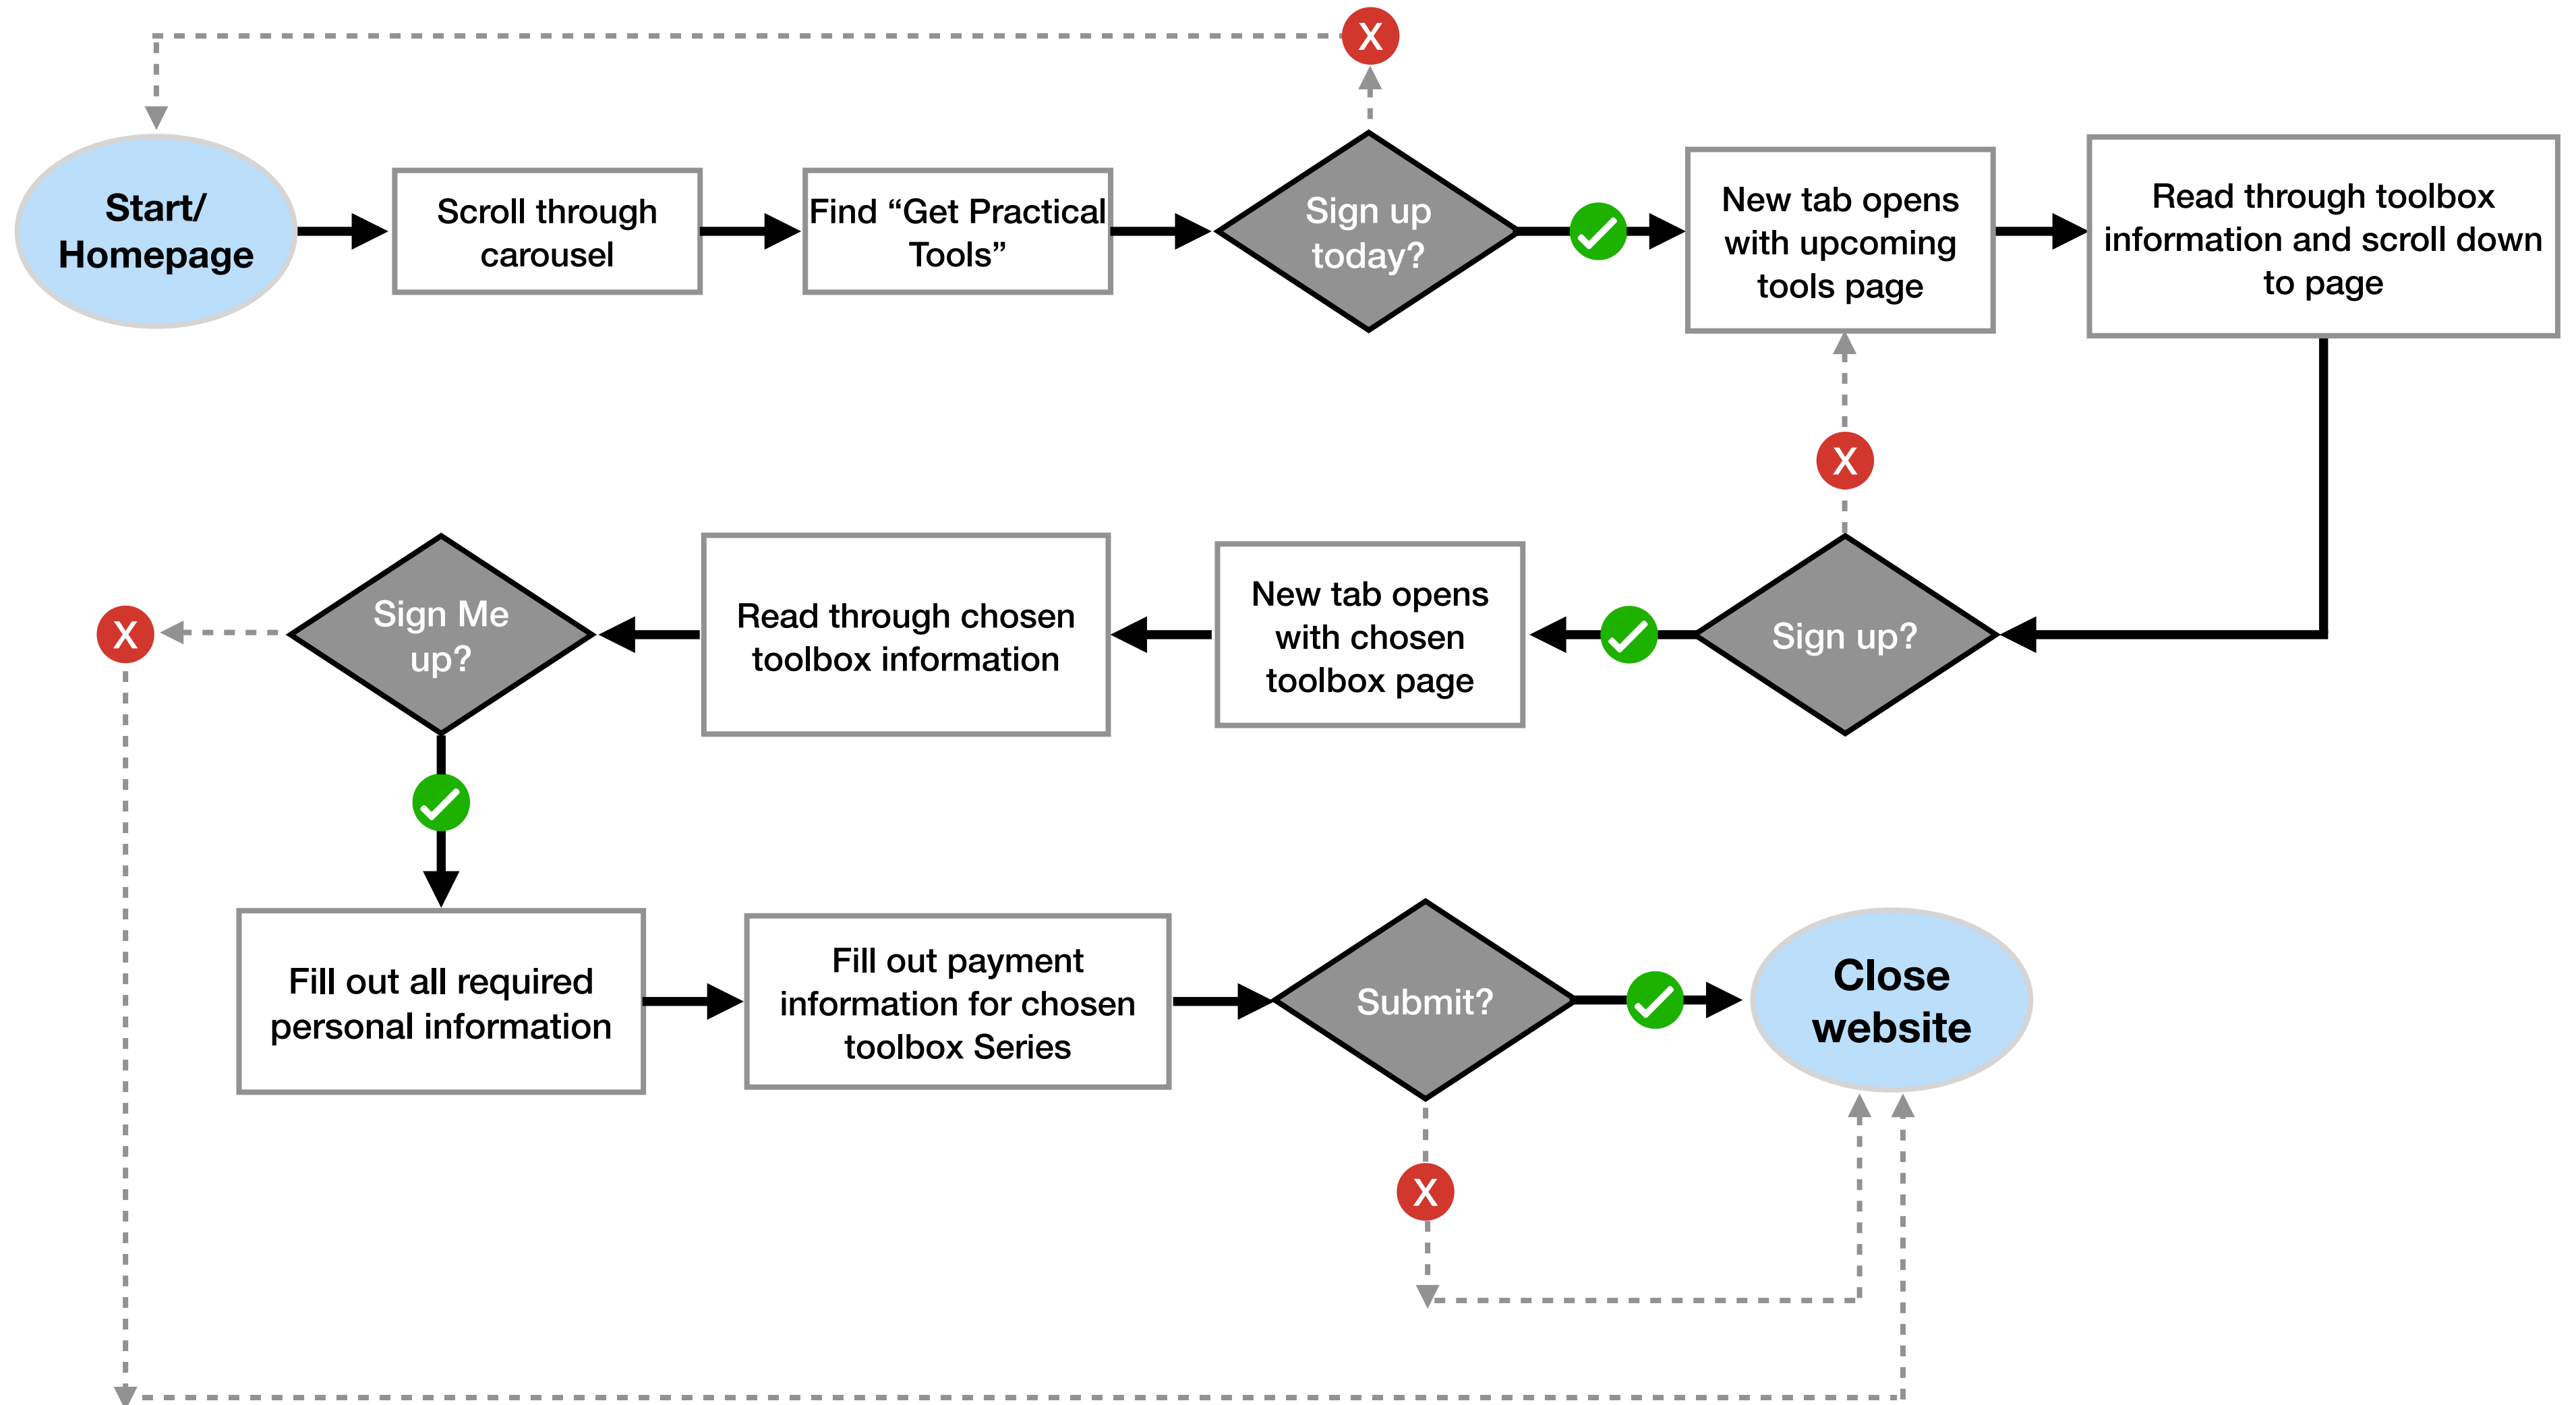 X
Start/
Homepage
Scroll through
carousel
Find “Get Practical
Tools”
Sign up
today?
New tab opens
with upcoming
tools page
Read through toolbox
information and scroll down
to page
X
Sign up?
New tab opens
with chosen
toolbox page
Read through chosen
toolbox information
Sign Me
up?
X
Fill out all required
personal information
Fill out payment
information for chosen
toolbox Series
Submit?
Close
website
X